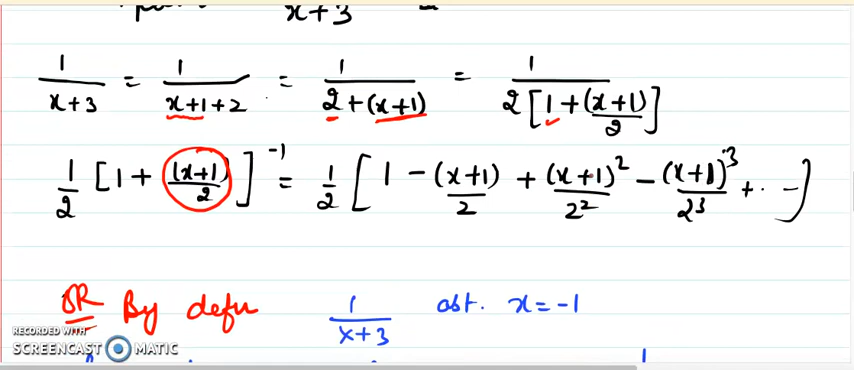 x+3
1/(x+3) = 1/(x+1+2) = 1/(2+(x+1)) = 1/(2[1+(x+1)/2])
1/2 [1+ (x+1)/2]^-1 = 1/2 [1 - (x+1)/2 + (x+1)^2/2^2 - (x+1)^3/2^3 + .. -]
OR By defn 1/(x+3) abt. x=-1
RECORDED WITH
SCREENCAST MATIC